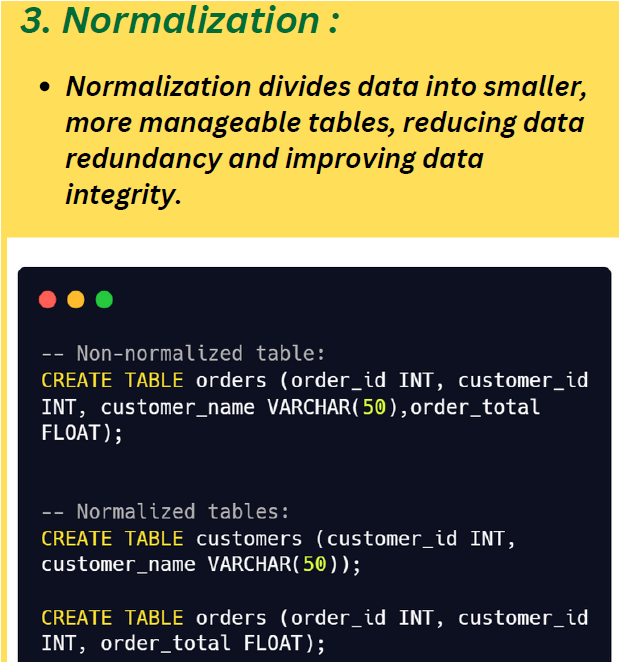 3. Normalization :
• Normalization divides data into smaller,
more manageable tables, reducing data
redundancy and improving data
integrity.
-- Non-normalized table:
CREATE TABLE orders (order_id INT, customer_id
INT, customer_name VARCHAR(50),order_total
FLOAT);
-- Normalized tables:
CREATE TABLE customers (customer_id INT,
customer_name VARCHAR(50));
CREATE TABLE orders (order_id INT, customer_id
INT, order_total FLOAT);